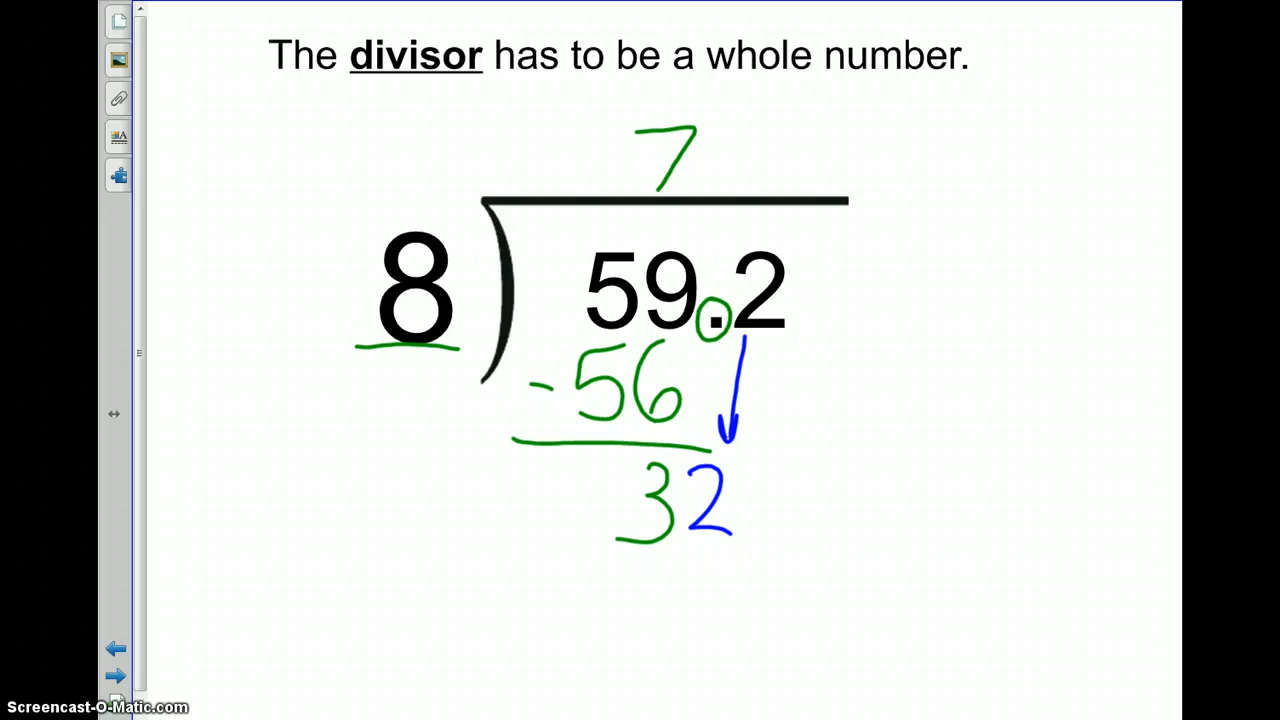 The divisor has to be a whole number.
7
8 59.2
- 56
32
Screencast-O-Matic.com